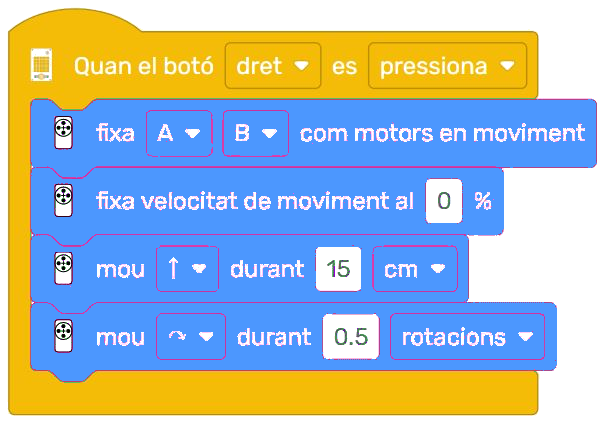 Quan el botó dret es pressiona
fixa A B com motors en moviment
fixa velocitat de moviment al 0 %
mou ↑ durant 15 cm
mou ↷ durant 0.5 rotacions